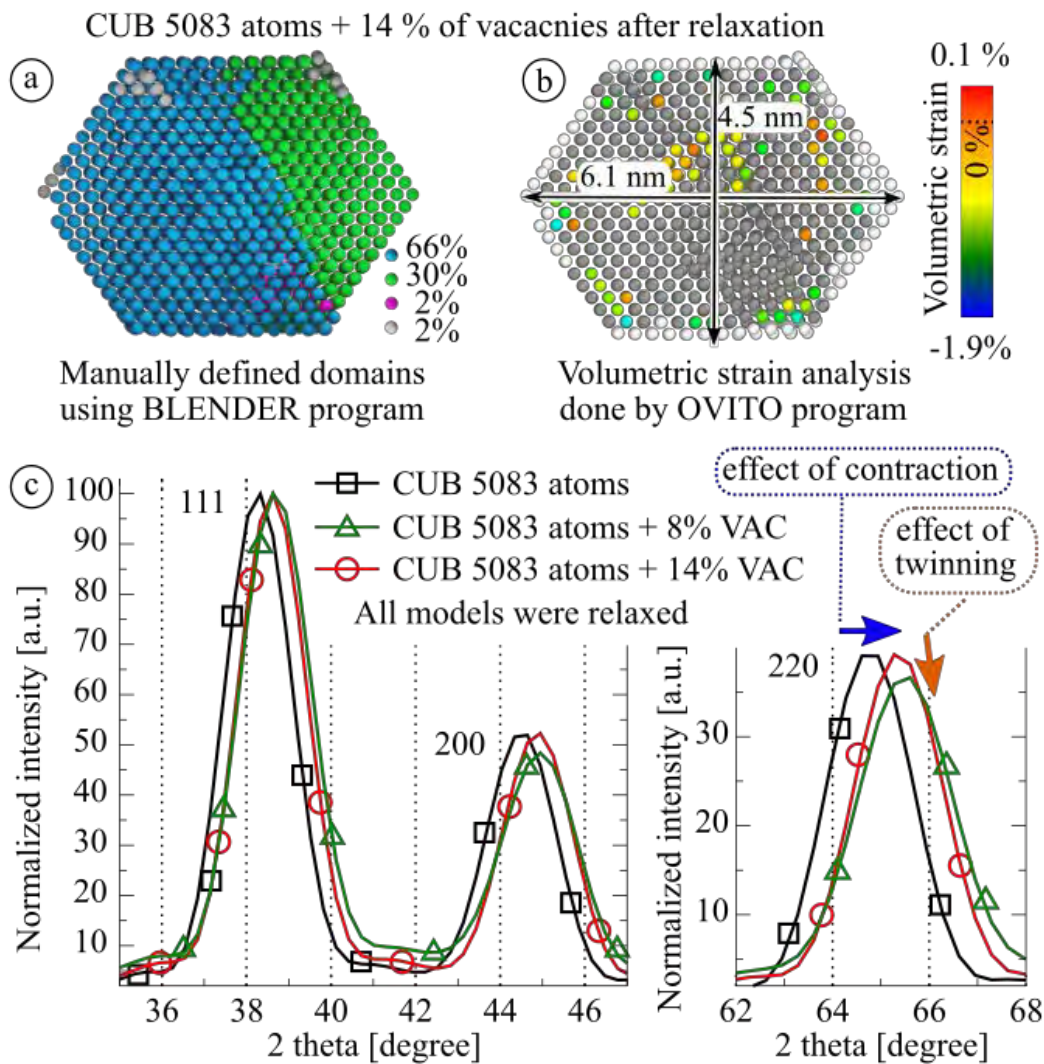 CUB 5083 atoms + 14 % of vacacnies after relaxation
a
66%
30%
2%
2%
Manually defined domains
using BLENDER program
b
4.5 nm
6.1 nm
0.1 %
0 %
Volumetric strain
-1.9%
Volumetric strain analysis
done by OVITO program
c
111
CUB 5083 atoms
CUB 5083 atoms + 8% VAC
CUB 5083 atoms + 14% VAC
All models were relaxed
200
Normalized intensity [a.u.]
100
90
80
70
60
50
40
30
20
10
36
38
40
42
44
46
2 theta [degree]
effect of contraction
effect of
twinning
220
Normalized intensity [a.u.]
30
20
10
62
64
66
68
2 theta [degree]